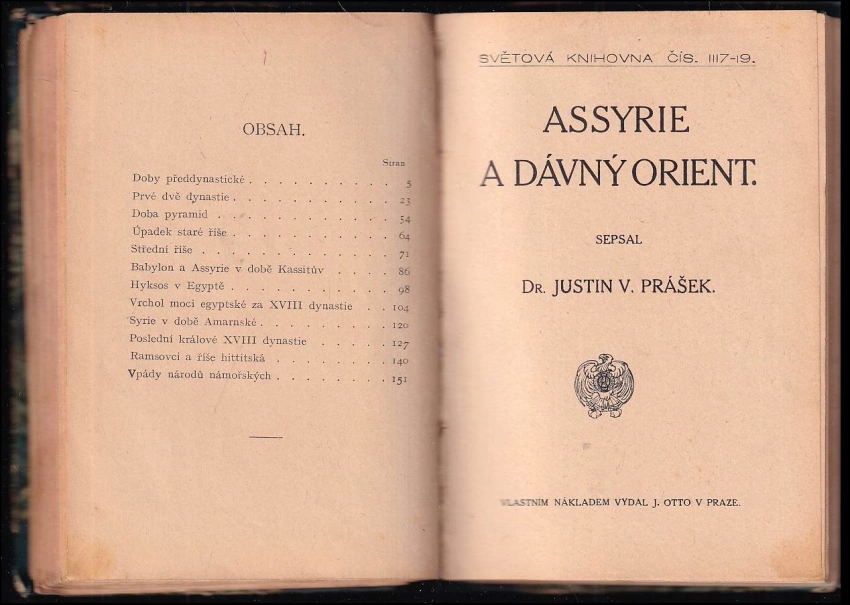 OBSAH.
Stran
Doby předdynastické . . . . . . . . . . 5
Prvé dvě dynastie . . . . . . . . . . . 23
Doba pyramid . . . . . . . . . . . . 54
Úpadek staré říše . . . . . . . . . . . 64
Střední říše . . . . . . . . . . . . . 71
Babylon a Assyrie v době Kassitův . . . . 86
Hyksos v Egyptě . . . . . . . . . . . 98
Vrchol moci egyptské za XVIII dynastie . . 104
Syrie v době Amarnské . . . . . . . . . 120
Poslední králové XVIII dynastie . . . . . 127
Ramsovci a říše hittitská . . . . . . . . 140
Vpády národů námořských . . . . . . . . 151
SVĚTOVÁ KNIHOVNA ČÍS. 1117-19.
ASSYRIE
A DÁVNÝ ORIENT.
SEPSAL
DR. JUSTIN V. PRÁŠEK.
VLASTNÍM NÁKLADEM VYDAL J. OTTO V PRAZE.